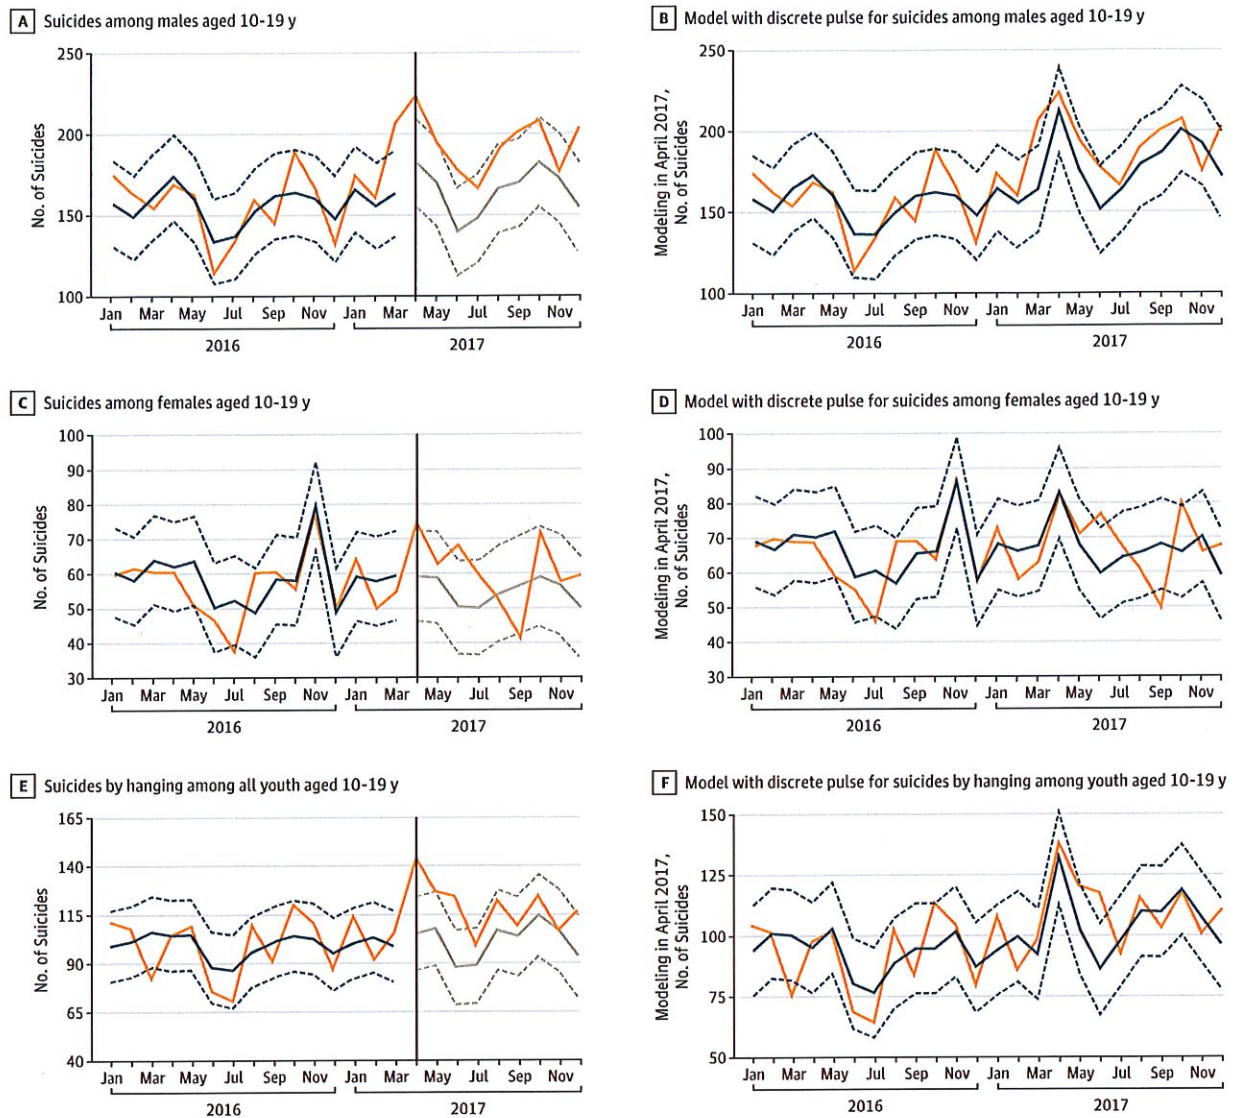 A Suicides among males aged 10-19 y
No. of Suicides
250
200
150
100
Jan Mar May Jul Sep Nov Jan Mar May Jul Sep Nov
2016 2017
B Model with discrete pulse for suicides among males aged 10-19 y
Modeling in April 2017,
No. of Suicides
250
200
150
100
Jan Mar May Jul Sep Nov Jan Mar May Jul Sep Nov
2016 2017
C Suicides among females aged 10-19 y
No. of Suicides
100
90
80
70
60
50
40
30
Jan Mar May Jul Sep Nov Jan Mar May Jul Sep Nov
2016 2017
D Model with discrete pulse for suicides among females aged 10-19 y
Modeling in April 2017,
No. of Suicides
100
90
80
70
60
50
40
30
Jan Mar May Jul Sep Nov Jan Mar May Jul Sep Nov
2016 2017
E Suicides by hanging among all youth aged 10-19 y
No. of Suicides
165
140
115
90
65
40
Jan Mar May Jul Sep Nov Jan Mar May Jul Sep Nov
2016 2017
F Model with discrete pulse for suicides by hanging among youth aged 10-19 y
Modeling in April 2017,
No. of Suicides
150
125
100
75
50
Jan Mar May Jul Sep Nov Jan Mar May Jul Sep Nov
2016 2017